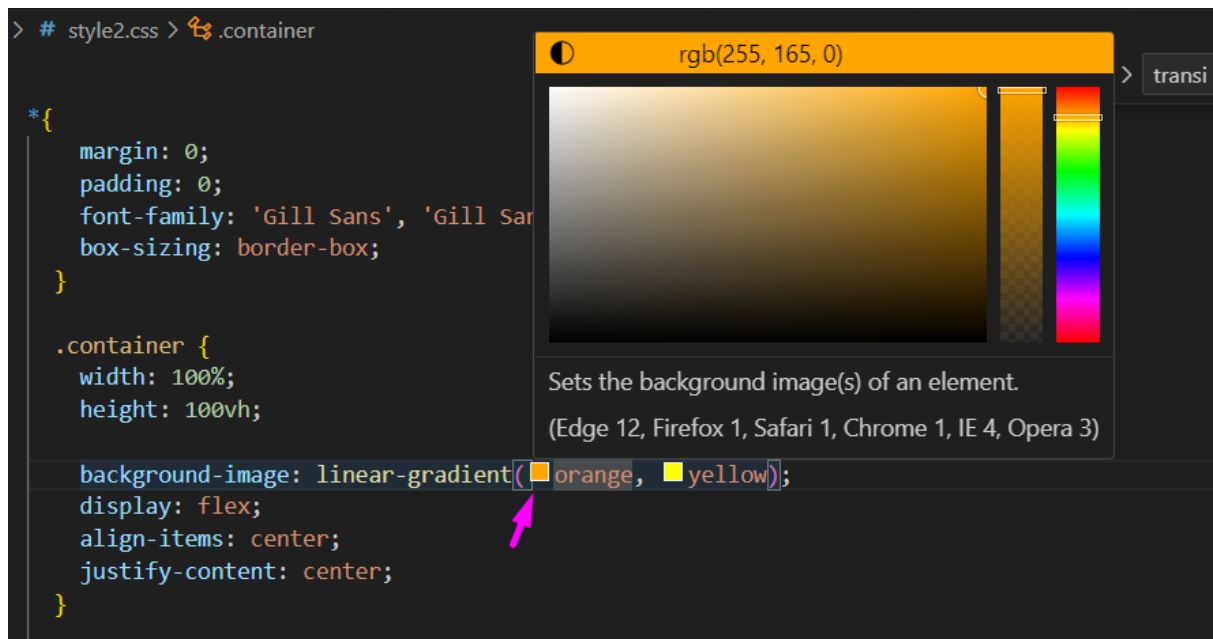 > # style2.css > .container
rgb(255, 165, 0)
> transi
*{
margin: 0;
padding: 0;
font-family: 'Gill Sans', 'Gill San
box-sizing: border-box;
}
.container {
width: 100%;
height: 100vh;
Sets the background image(s) of an element.
(Edge 12, Firefox 1, Safari 1, Chrome 1, IE 4, Opera 3)
background-image: linear-gradient(orange, yellow);
display: flex;
align-items: center;
justify-content: center;
}